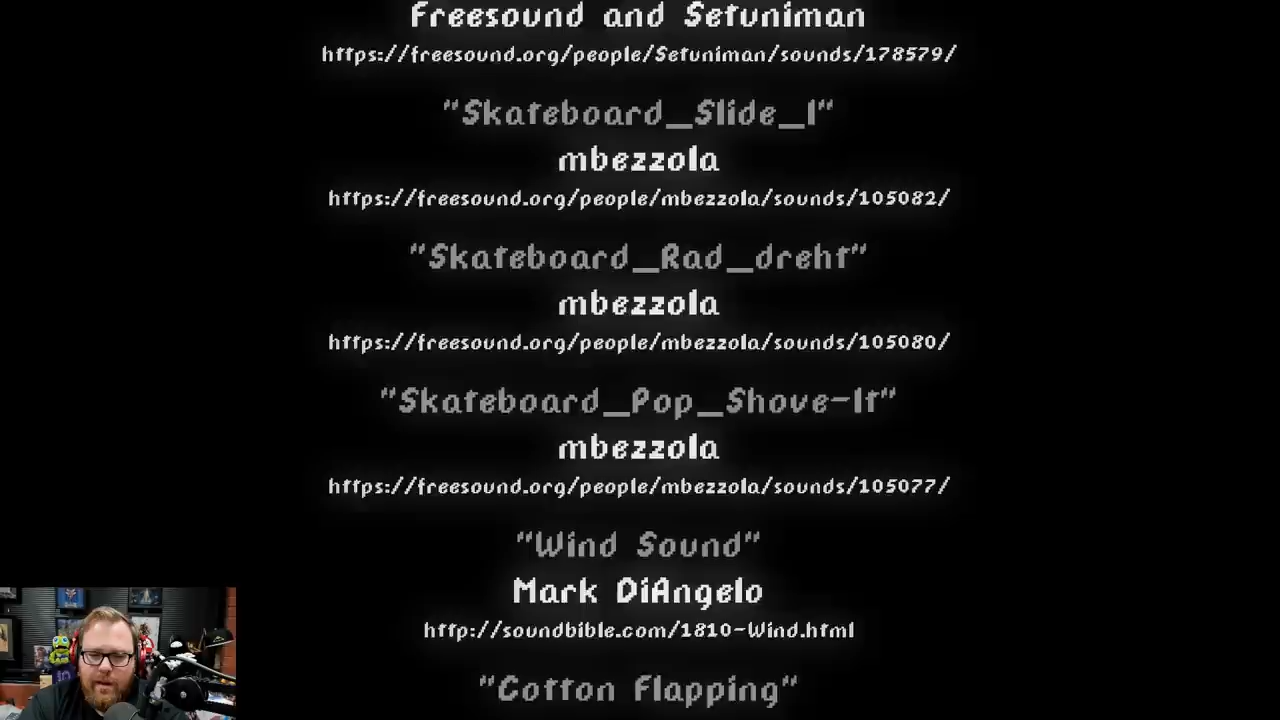 Freesound and Setuniman
https://freesound.org/people/Setuniman/sounds/178579/
"Skateboard_Slide_1"
mbezzola
https://freesound.org/people/mbezzola/sounds/105082/
"Skateboard_Rad_dreht"
mbezzola
https://freesound.org/people/mbezzola/sounds/105080/
"Skateboard_Pop_Shove-It"
mbezzola
https://freesound.org/people/mbezzola/sounds/105077/
"Wind Sound"
Mark DiAngelo
http://soundbible.com/1810-Wind.html
"Cotton Flapping"